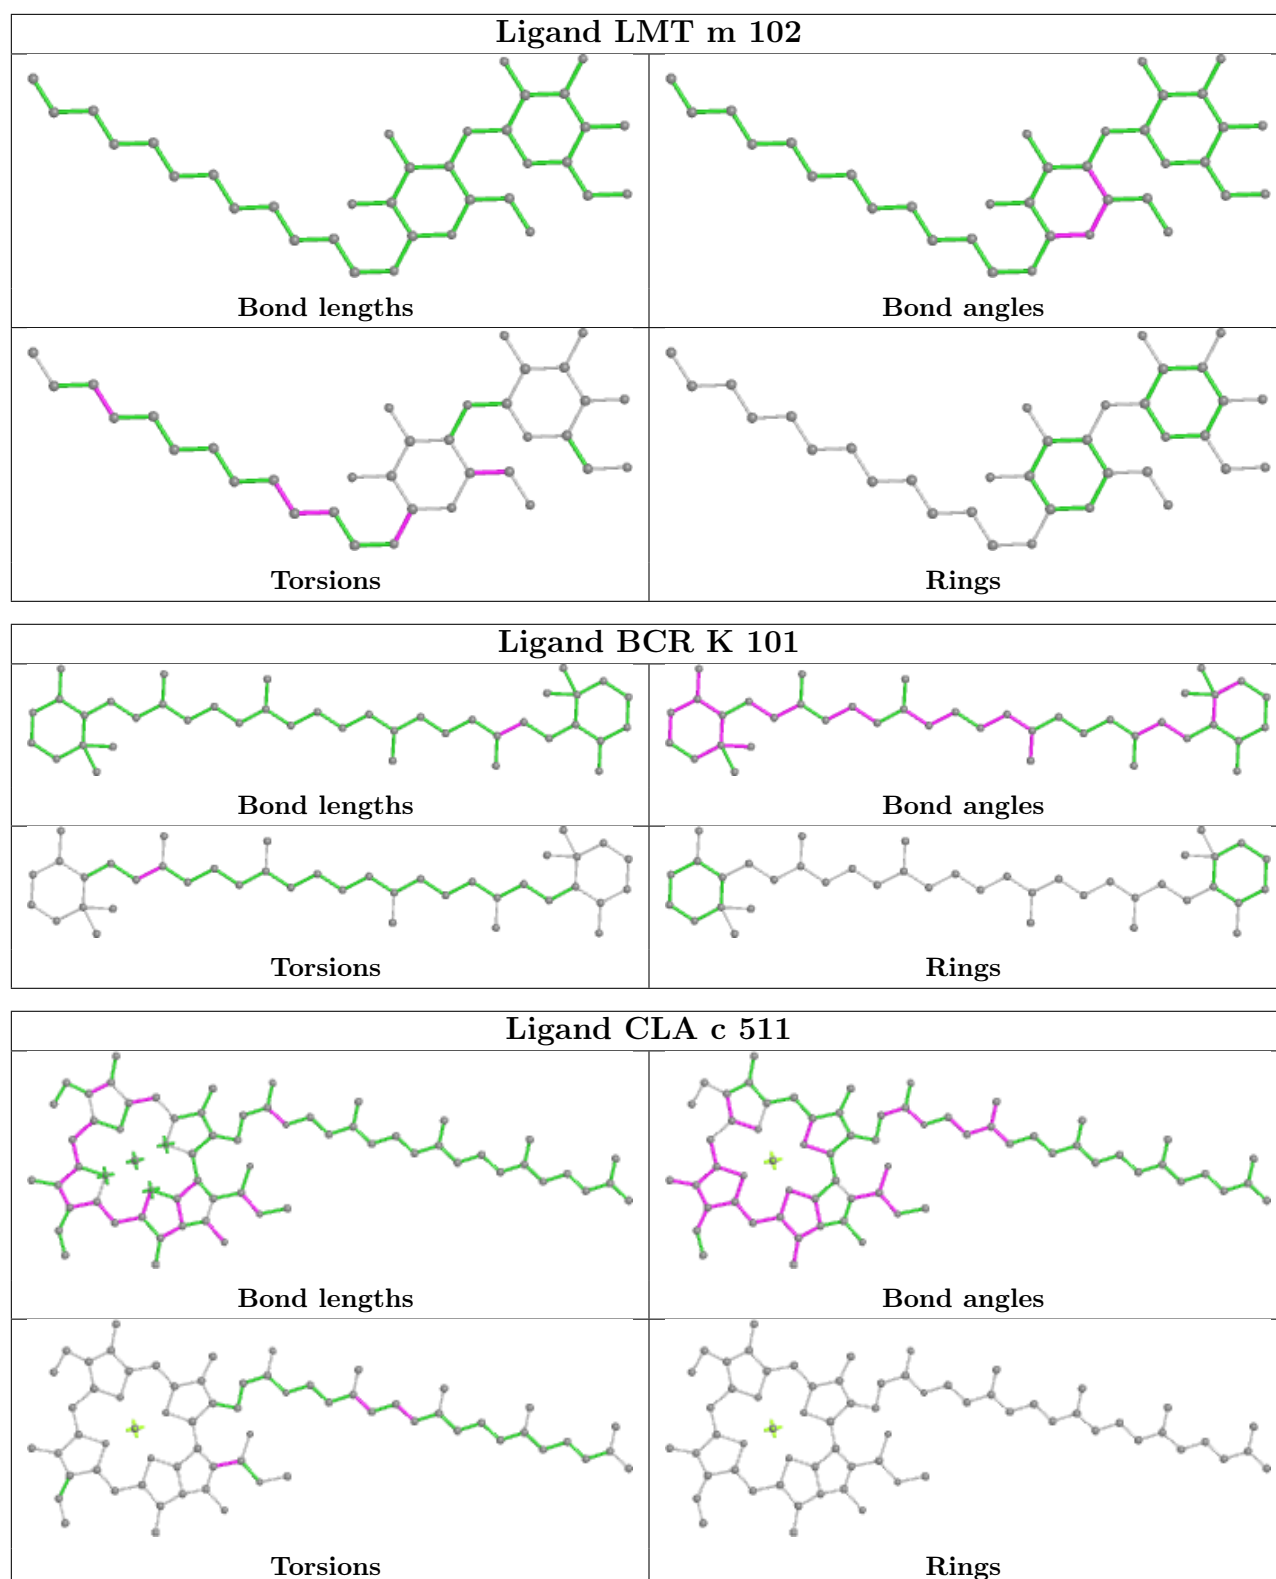 Ligand LMT m 102
Bond lengths
Bond angles
Torsions
Rings
Ligand BCR K 101
Bond lengths
Bond angles
Torsions
Rings
Ligand CLA c 511
Bond lengths
Bond angles
Torsions
Rings